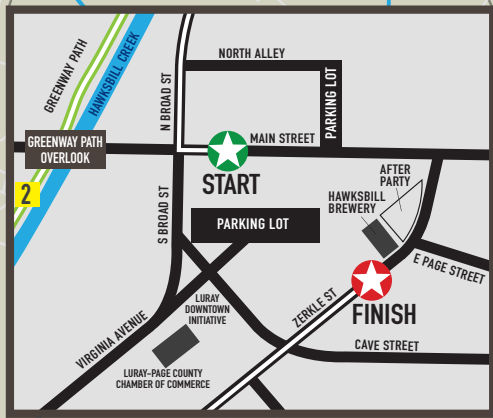 GREENWAY PATH
HAWKSBILL CREEK
N BROAD ST
NORTH ALLEY
PARKING LOT
MAIN STREET
GREENWAY PATH
OVERLOOK
START
2
S BROAD ST
PARKING LOT
AFTER
PARTY
HAWKSBILL
BREWERY
E PAGE STREET
ZERKLE ST
FINISH
CAVE STREET
VIRGINIA AVENUE
LURAY
DOWNTOWN
INITIATIVE
LURAY-PAGE COUNTY
CHAMBER OF COMMERCE